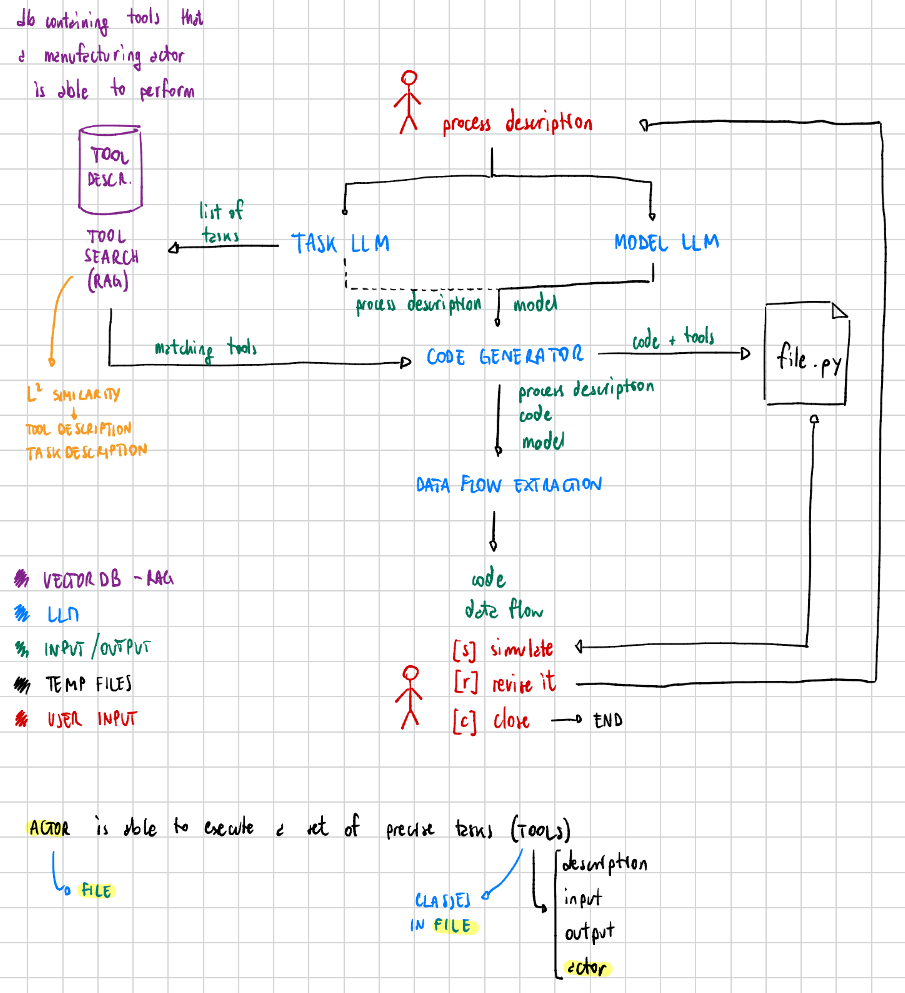 db containing tools that
a manufacturing actor
is able to perform
process description
TOOL
DESCR.
list of
tasks
TASK LLM
MODEL LLM
TOOL
SEARCH
(RAG)
process description
model
matching tools
CODE GENERATOR
code + tools
file.py
L² SIMILARITY
TOOL DESCRIPTION
TASK DESCRIPTION
process description
code
model
DATA FLOW EXTRACTION
code
data flow
[s] simulate
[r] revise it
[c] close
END
VECTOR DB - RAG
LLM
INPUT/OUTPUT
TEMP FILES
USER INPUT
ACTOR is able to execute a set of precise tasks (TOOLS)
FILE
CLASSES
IN FILE
description
input
output
actor